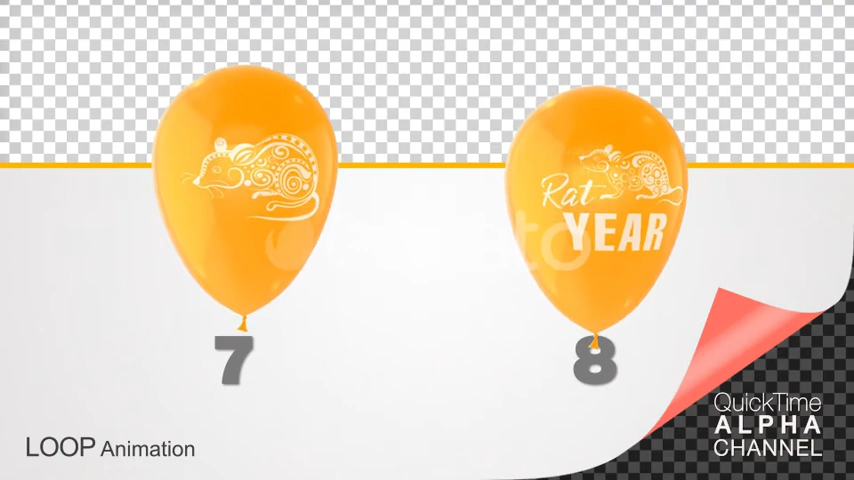 Rat
YEAR
7
8
LOOP Animation
QuickTime
ALPHA
CHANNEL